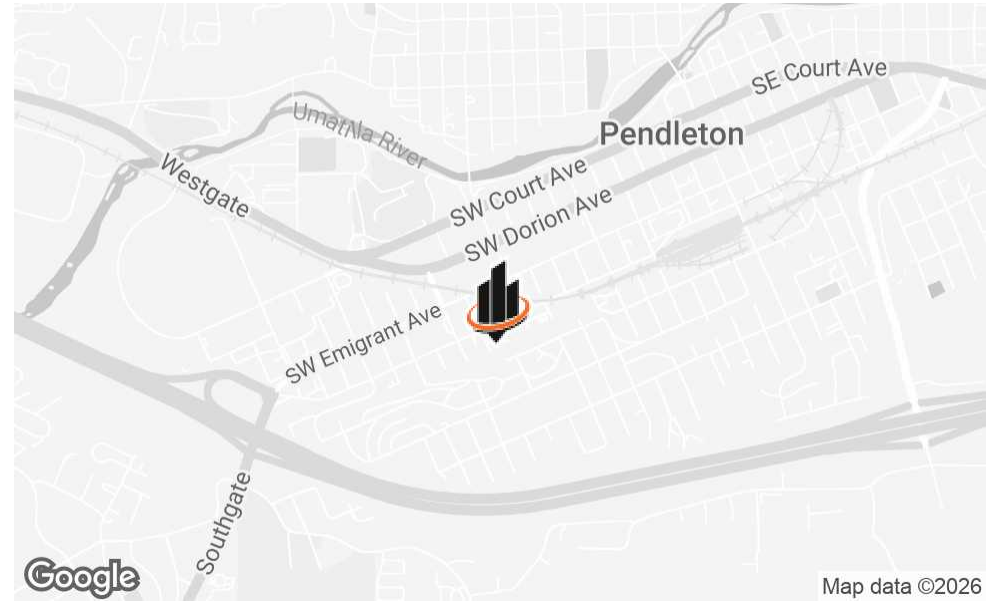 SE Court Ave
Umatilla River
Pendleton
Westgate
SW Court Ave
SW Dorion Ave
SW Emigrant Ave
Southgate
Google
Map data ©2026